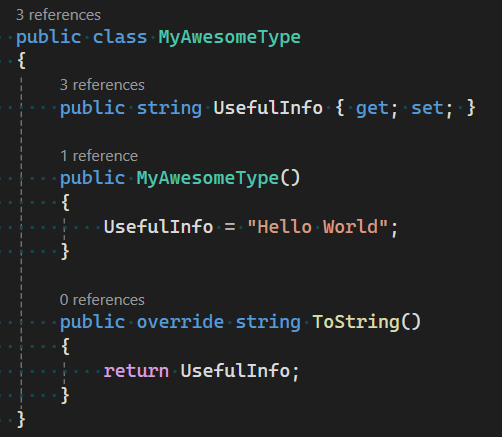 3 references
public class MyAwesomeType
{
3 references
public string UsefulInfo { get; set; }
1 reference
public MyAwesomeType()
{
UsefulInfo = "Hello World";
}
0 references
public override string ToString()
{
return UsefulInfo;
}
}